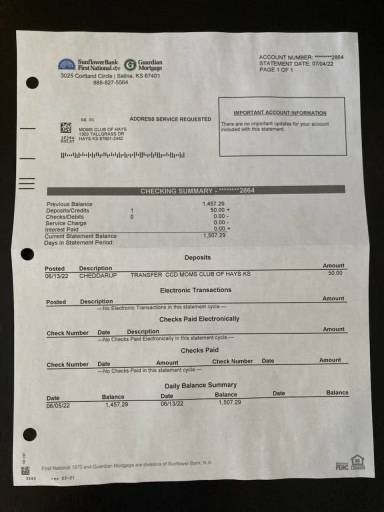 SunflowerBank
First National 1870
Guardian
Mortgage
3025 Cortland Circle | Salina, KS 67401
888-827-5564
ACCOUNT NUMBER: ********2864
STATEMENT DATE: 07/04/22
PAGE 1 OF 1
ADDRESS SERVICE REQUESTED
MOMS CLUB OF HAYS
1303 TALLGRASS DR
HAYS KS 67601-2442
IMPORTANT ACCOUNT INFORMATION
There are no important updates for your account
included with this statement.
CHECKING SUMMARY - ********2864
Previous Balance 1,457.29
Deposits/Credits 1 50.00 +
Checks/Debits 0 0.00 -
Service Charge 0.00 -
Interest Paid 0.00 +
Current Statement Balance 1,507.29
Days in Statement Period
Deposits
Posted Description Amount
06/13/22 CHEDDARUP TRANSFER CCD MOMS CLUB OF HAYS KS 50.00
Electronic Transactions
Posted Description Amount
---No Electronic Transactions in this statement cycle ---
Checks Paid Electronically
Check Number Date Description Amount
---No Checks Paid Electronically in this statement cycle ---
Checks Paid
Check Number Date Amount Check Number Date Amount
---No Checks Paid in this statement cycle ---
Daily Balance Summary
Date Balance Date Balance Date Balance
06/05/22 1,457.29 06/13/22 1,507.29
First National 1870 and Guardian Mortgage are divisions of Sunflower Bank, N.A.
FDIC